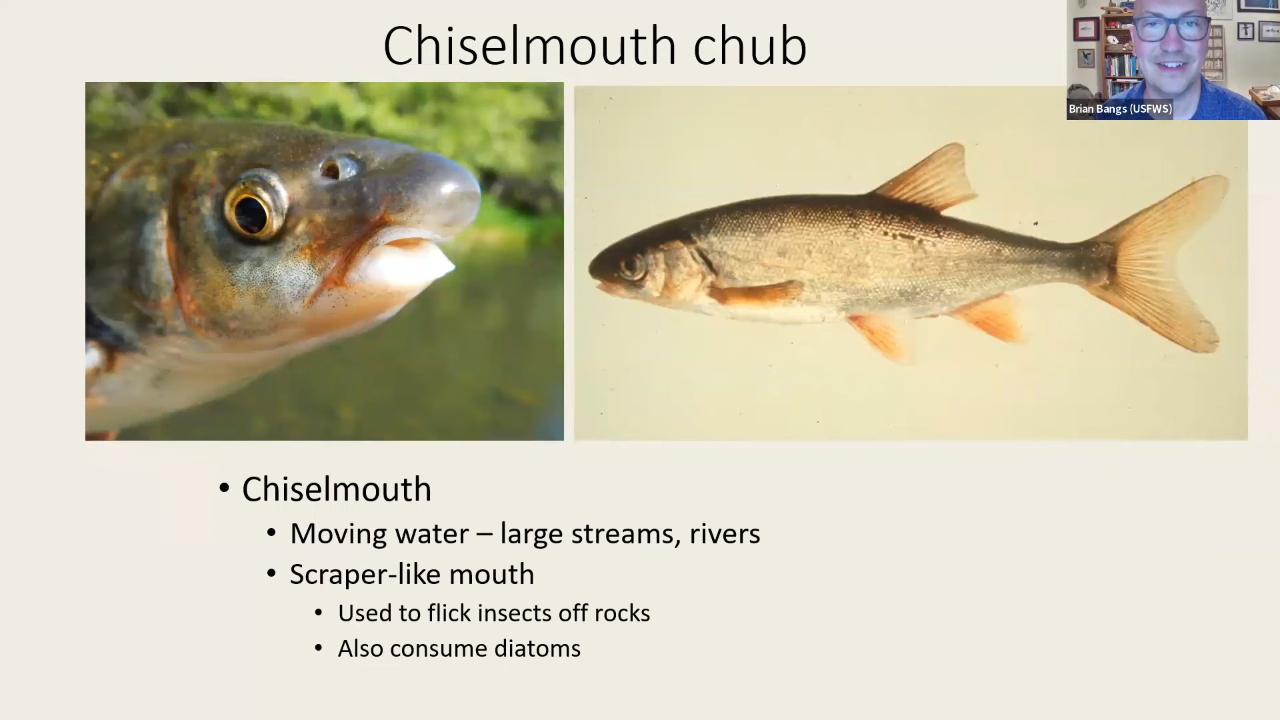 Chiselmouth chub
Brian Bangs (USFWS)
• Chiselmouth
• Moving water – large streams, rivers
• Scraper-like mouth
• Used to flick insects off rocks
• Also consume diatoms